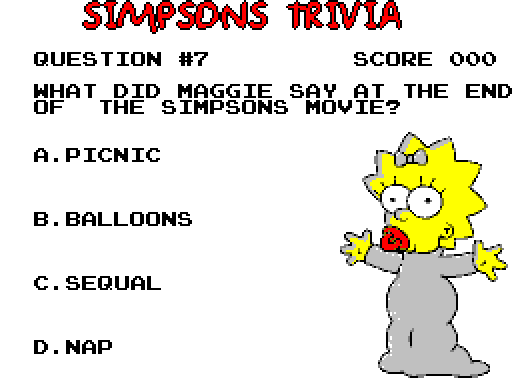 SIMPSONS TRIVIA
QUESTION #7 SCORE 000
WHAT DID MAGGIE SAY AT THE END
OF THE SIMPSONS MOVIE?
A.PICNIC
B.BALLOONS
C.SEQUAL
D.NAP